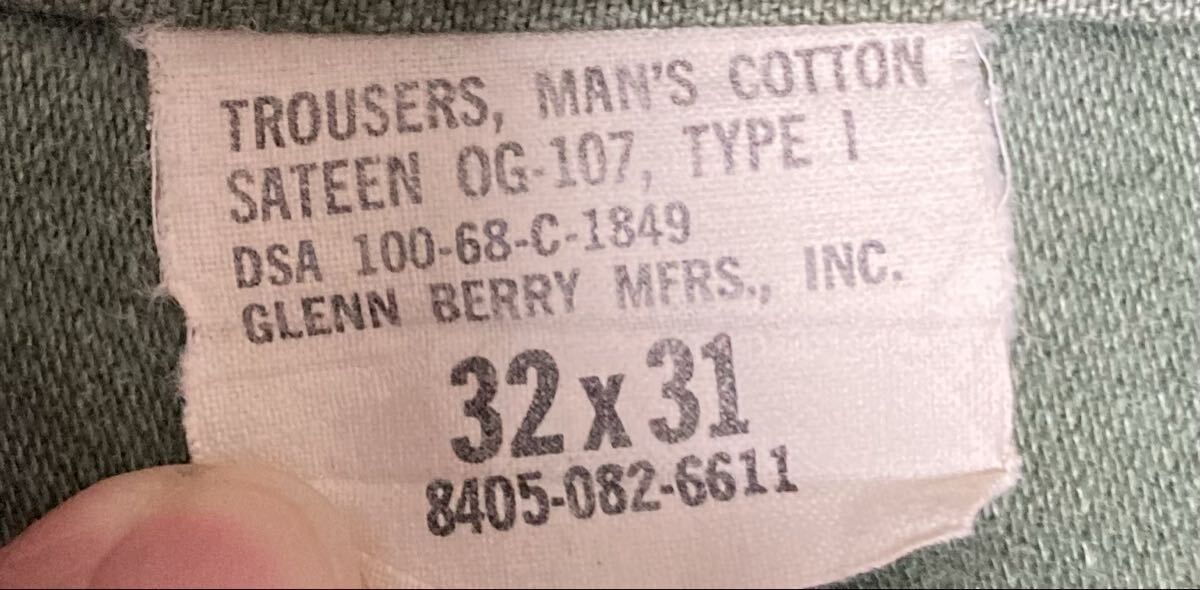 TROUSERS, MAN'S COTTON
SATEEN OG-107, TYPE I
DSA 100-68-C-1849
GLENN BERRY MFRS., INC.
32 x 31
8405-082-6611